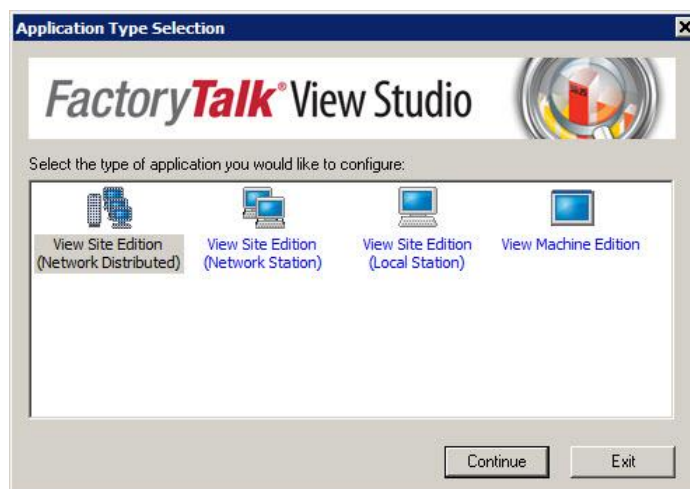 Application Type Selection
FactoryTalk® View Studio
Select the type of application you would like to configure:
View Site Edition
(Network Distributed)
View Site Edition
(Network Station)
View Site Edition
(Local Station)
View Machine Edition
Continue
Exit